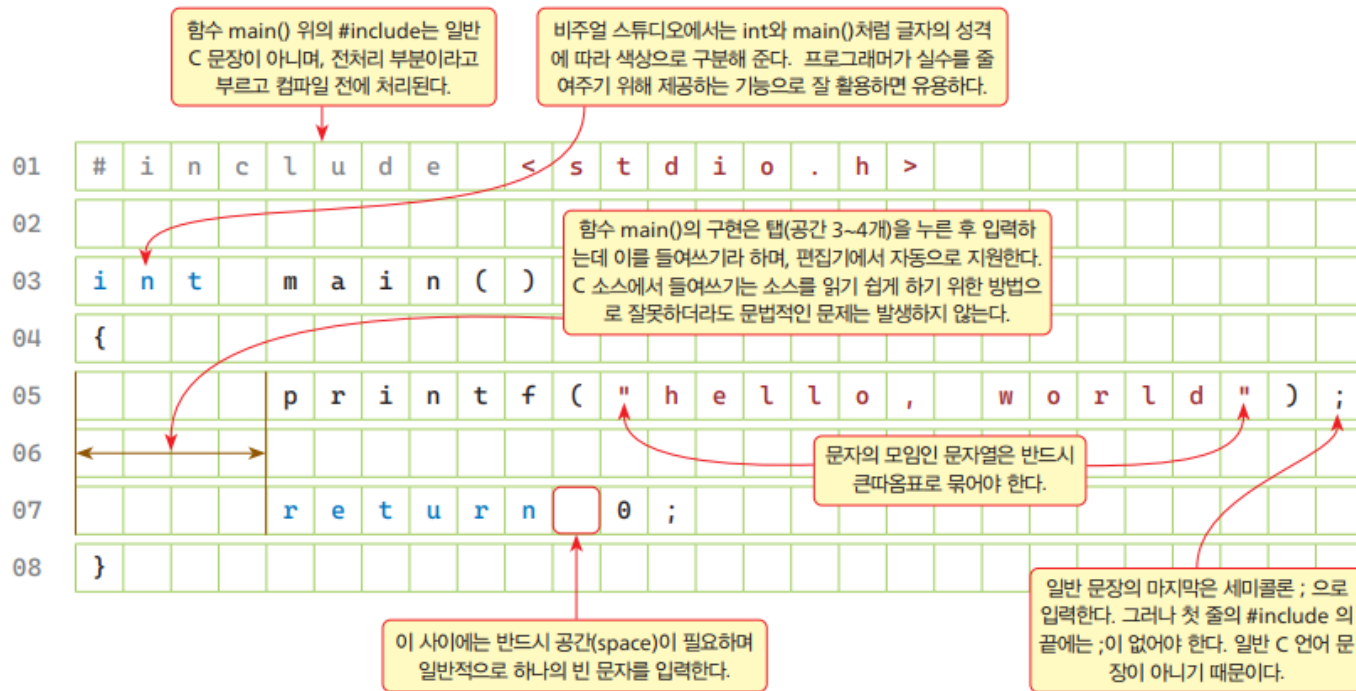 함수 main() 위의 #include는 일반
C 문장이 아니며, 전처리 부분이라고
부르고 컴파일 전에 처리된다.
비주얼 스튜디오에서는 int와 main()처럼 글자의 성격
에 따라 색상으로 구분해 준다. 프로그래머가 실수를 줄
여주기 위해 제공하는 기능으로 잘 활용하면 유용하다.
01 #include <stdio.h>
02
함수 main()의 구현은 탭(공간 3~4개)을 누른 후 입력하
는데 이를 들여쓰기라 하며, 편집기에서 자동으로 지원한다.
C 소스에서 들여쓰기는 소스를 읽기 쉽게 하기 위한 방법으
로 잘못하더라도 문법적인 문제는 발생하지 않는다.
03 int main()
04 {
05 printf("hello, world");
06
문자의 모임인 문자열은 반드시
큰따옴표로 묶어야 한다.
07 return 0;
08 }
이 사이에는 반드시 공간(space)이 필요하며
일반적으로 하나의 빈 문자를 입력한다.
일반 문장의 마지막은 세미콜론 ; 으로
입력한다. 그러나 첫 줄의 #include 의
끝에는 ;이 없어야 한다. 일반 C 언어 문
장이 아니기 때문이다.